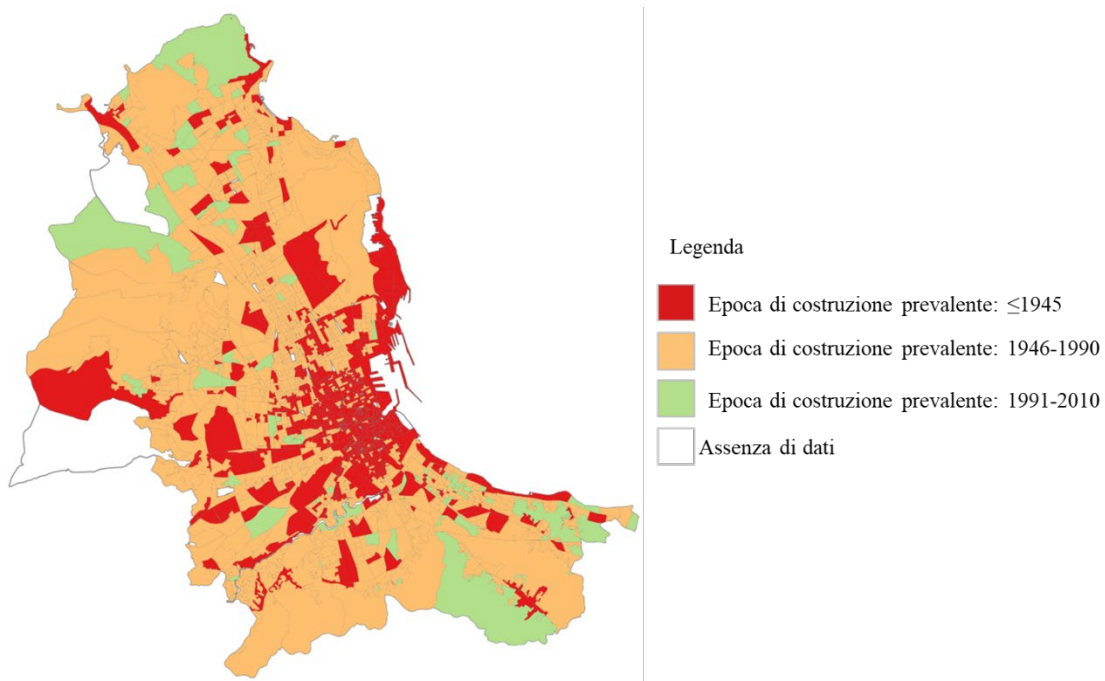 Legenda
Epoca di costruzione prevalente: ≤1945
Epoca di costruzione prevalente: 1946-1990
Epoca di costruzione prevalente: 1991-2010
Assenza di dati